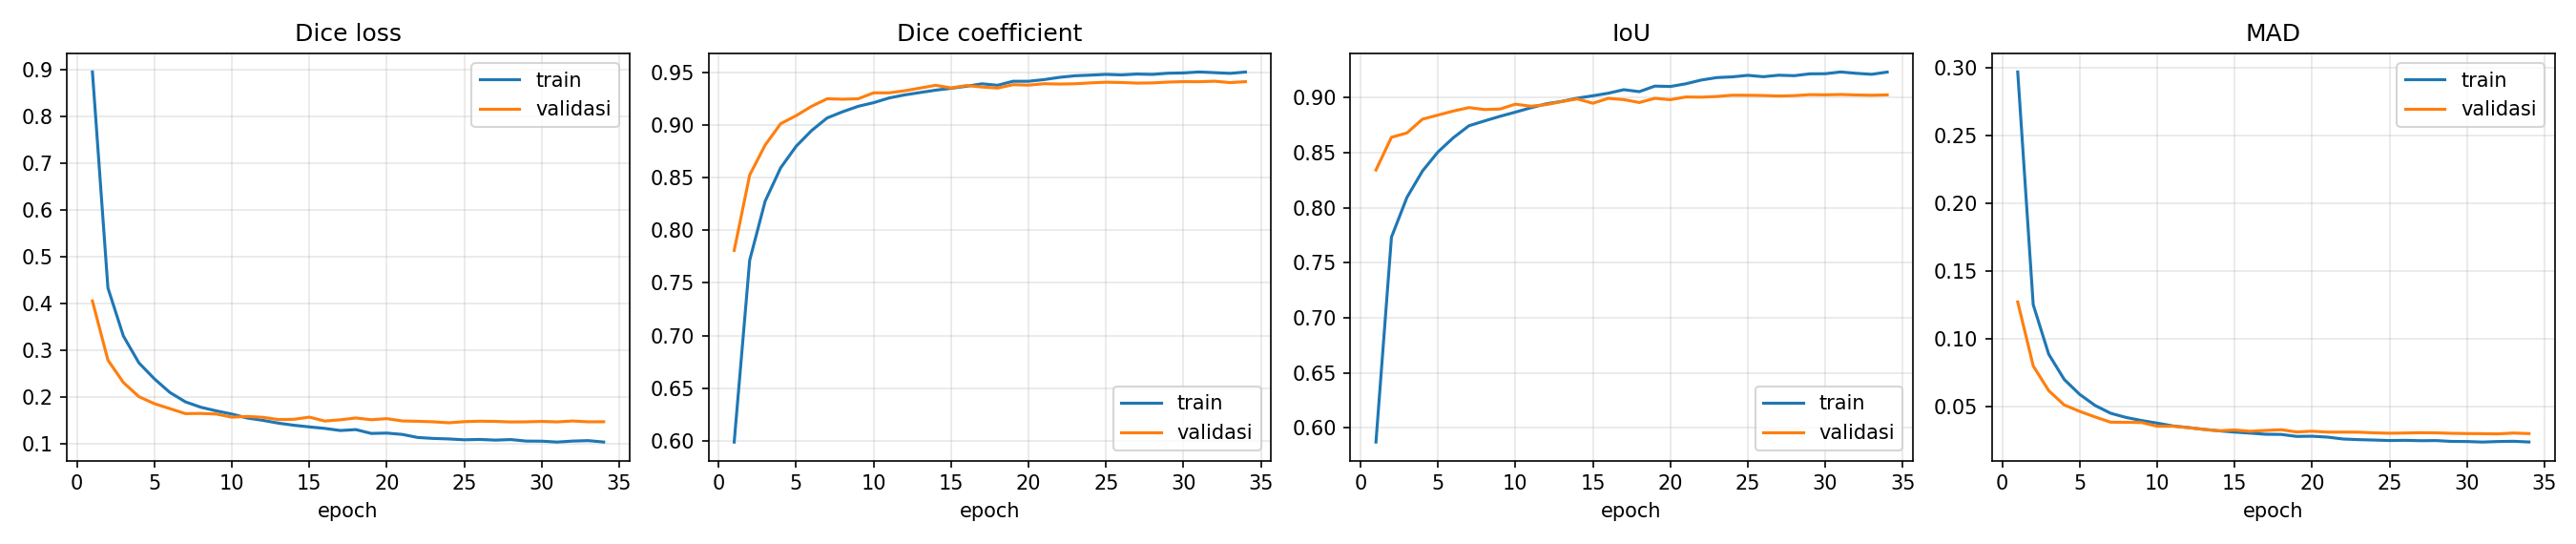 Dice loss
0.9
0.8
0.7
0.6
0.5
0.4
0.3
0.2
0.1
train
validasi
0 5 10 15 20 25 30 35
epoch
Dice coefficient
0.95
0.90
0.85
0.80
0.75
0.70
0.65
0.60
train
validasi
0 5 10 15 20 25 30 35
epoch
IoU
0.90
0.85
0.80
0.75
0.70
0.65
0.60
train
validasi
0 5 10 15 20 25 30 35
epoch
MAD
0.30
0.25
0.20
0.15
0.10
0.05
train
validasi
0 5 10 15 20 25 30 35
epoch